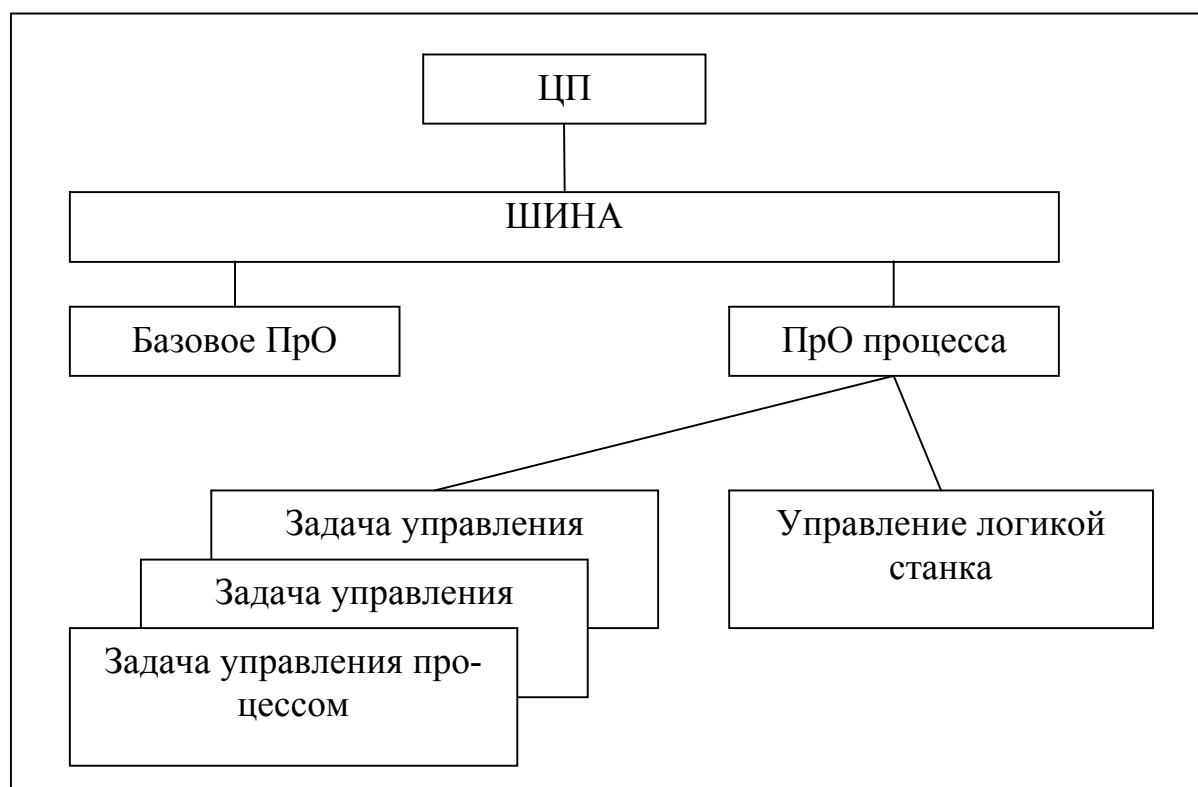 ЦП
ШИНА
Базовое ПрО
ПрО процесса
Задача управления
Задача управления
Задача управления про-
цессом
Управление логикой
станка